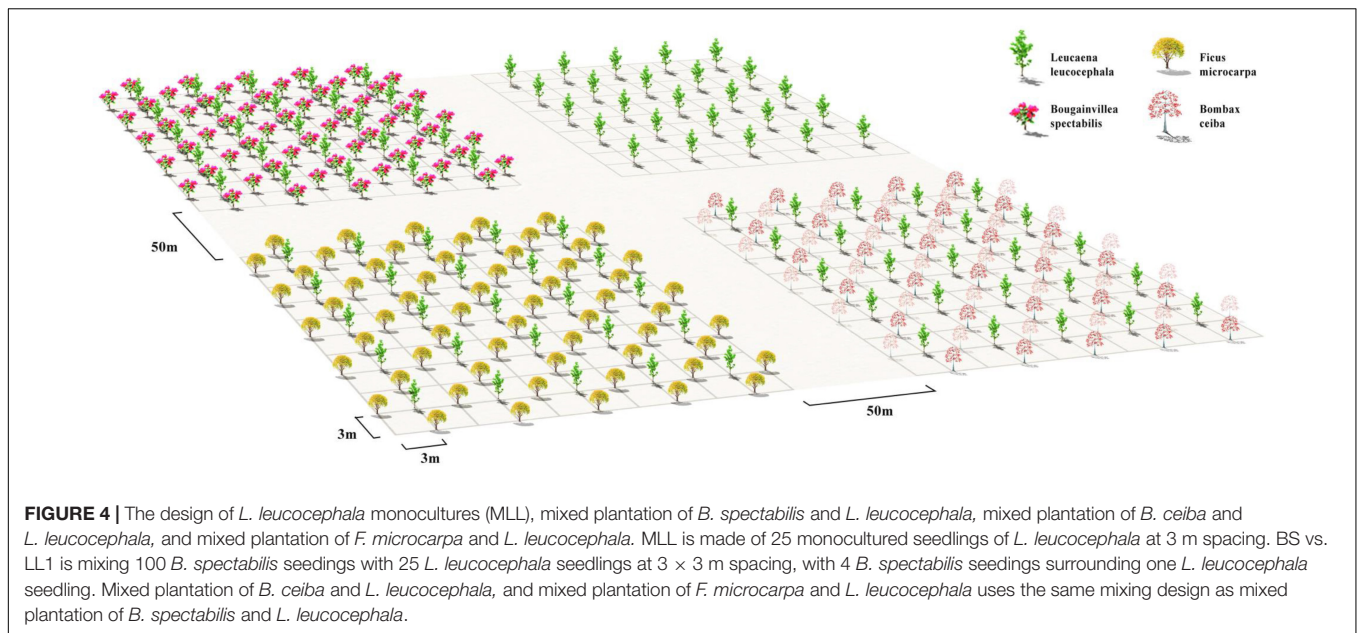 Leucaena
leucocephala
Ficus
microcarpa
Bougainvillea
spectabilis
Bombax
ceiba
50m
50m
3m
3m
FIGURE 4 | The design of L. leucocephala monocultures (MLL), mixed plantation of B. spectabilis and L. leucocephala, mixed plantation of B. ceiba and
L. leucocephala, and mixed plantation of F. microcarpa and L. leucocephala. MLL is made of 25 monocultured seedlings of L. leucocephala at 3 m spacing. BS vs.
LL1 is mixing 100 B. spectabilis seedings with 25 L. leucocephala seedlings at 3 × 3 m spacing, with 4 B. spectabilis seedings surrounding one L. leucocephala
seedling. Mixed plantation of B. ceiba and L. leucocephala, and mixed plantation of F. microcarpa and L. leucocephala uses the same mixing design as mixed
plantation of B. spectabilis and L. leucocephala.